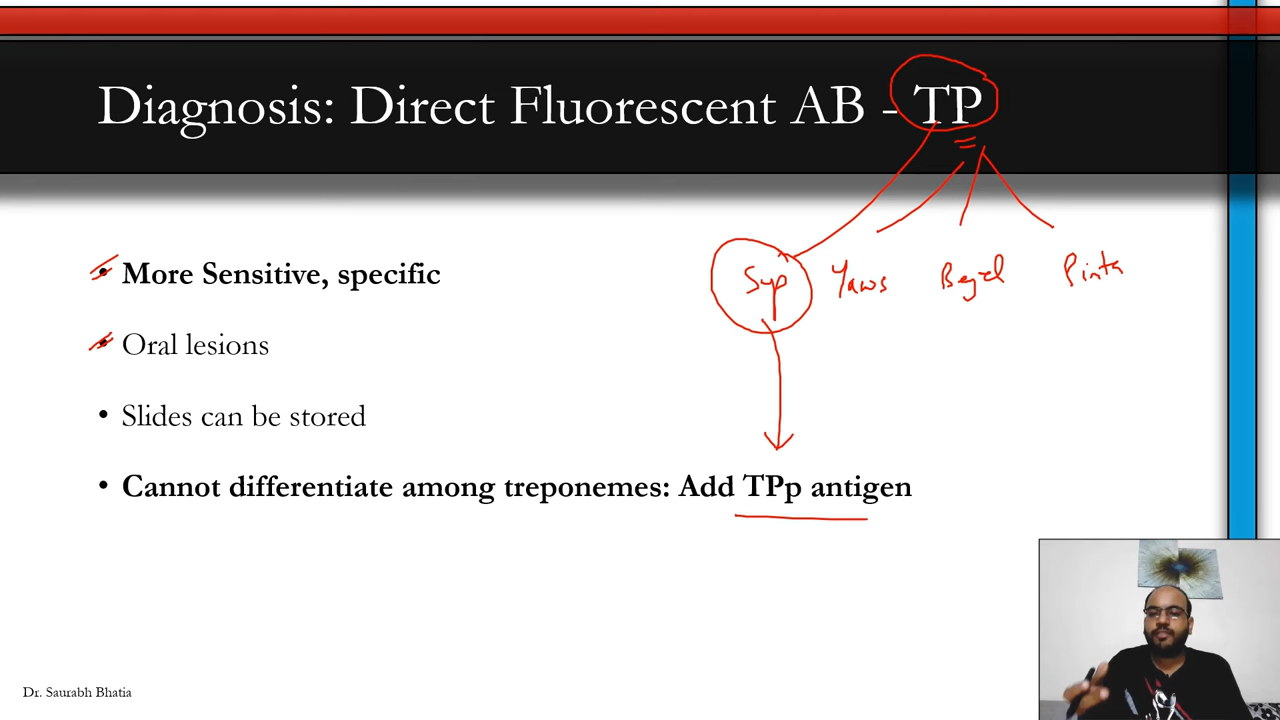 Diagnosis: Direct Fluorescent AB - TP
• More Sensitive, specific
Syp Yaws Bejel Pinta
• Oral lesions
• Slides can be stored
• Cannot differentiate among treponemes: Add TPp antigen
Dr. Saurabh Bhatia